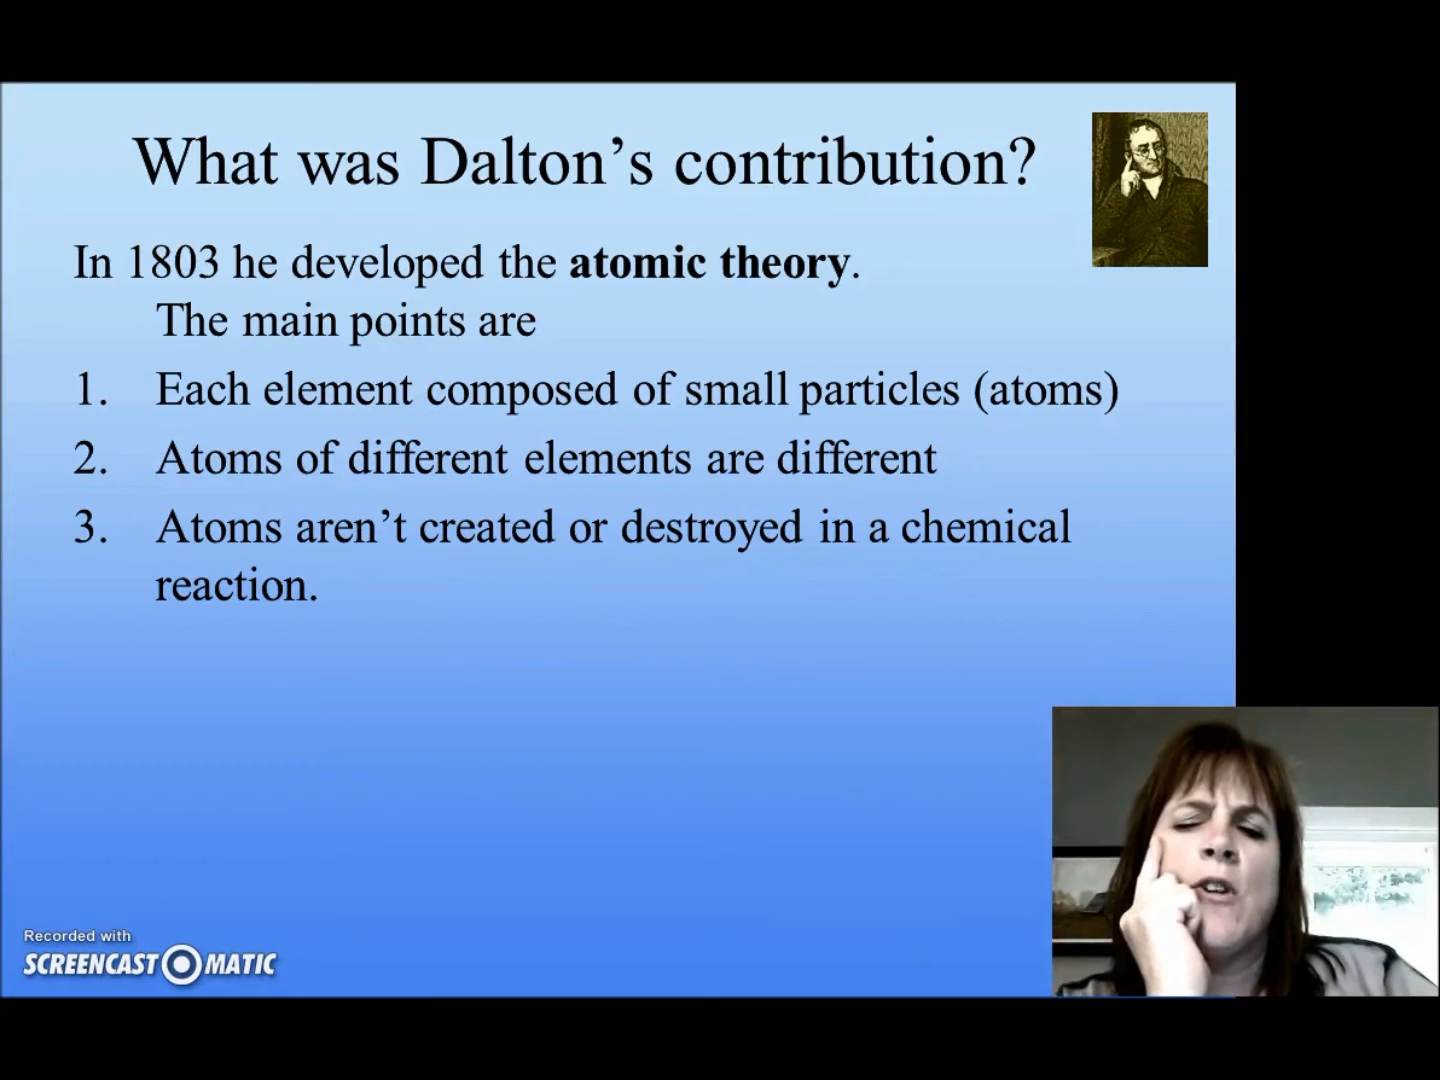 What was Dalton’s contribution?
In 1803 he developed the atomic theory.
The main points are
1. Each element composed of small particles (atoms)
2. Atoms of different elements are different
3. Atoms aren’t created or destroyed in a chemical
reaction.
Recorded with
SCREENCAST MATIC